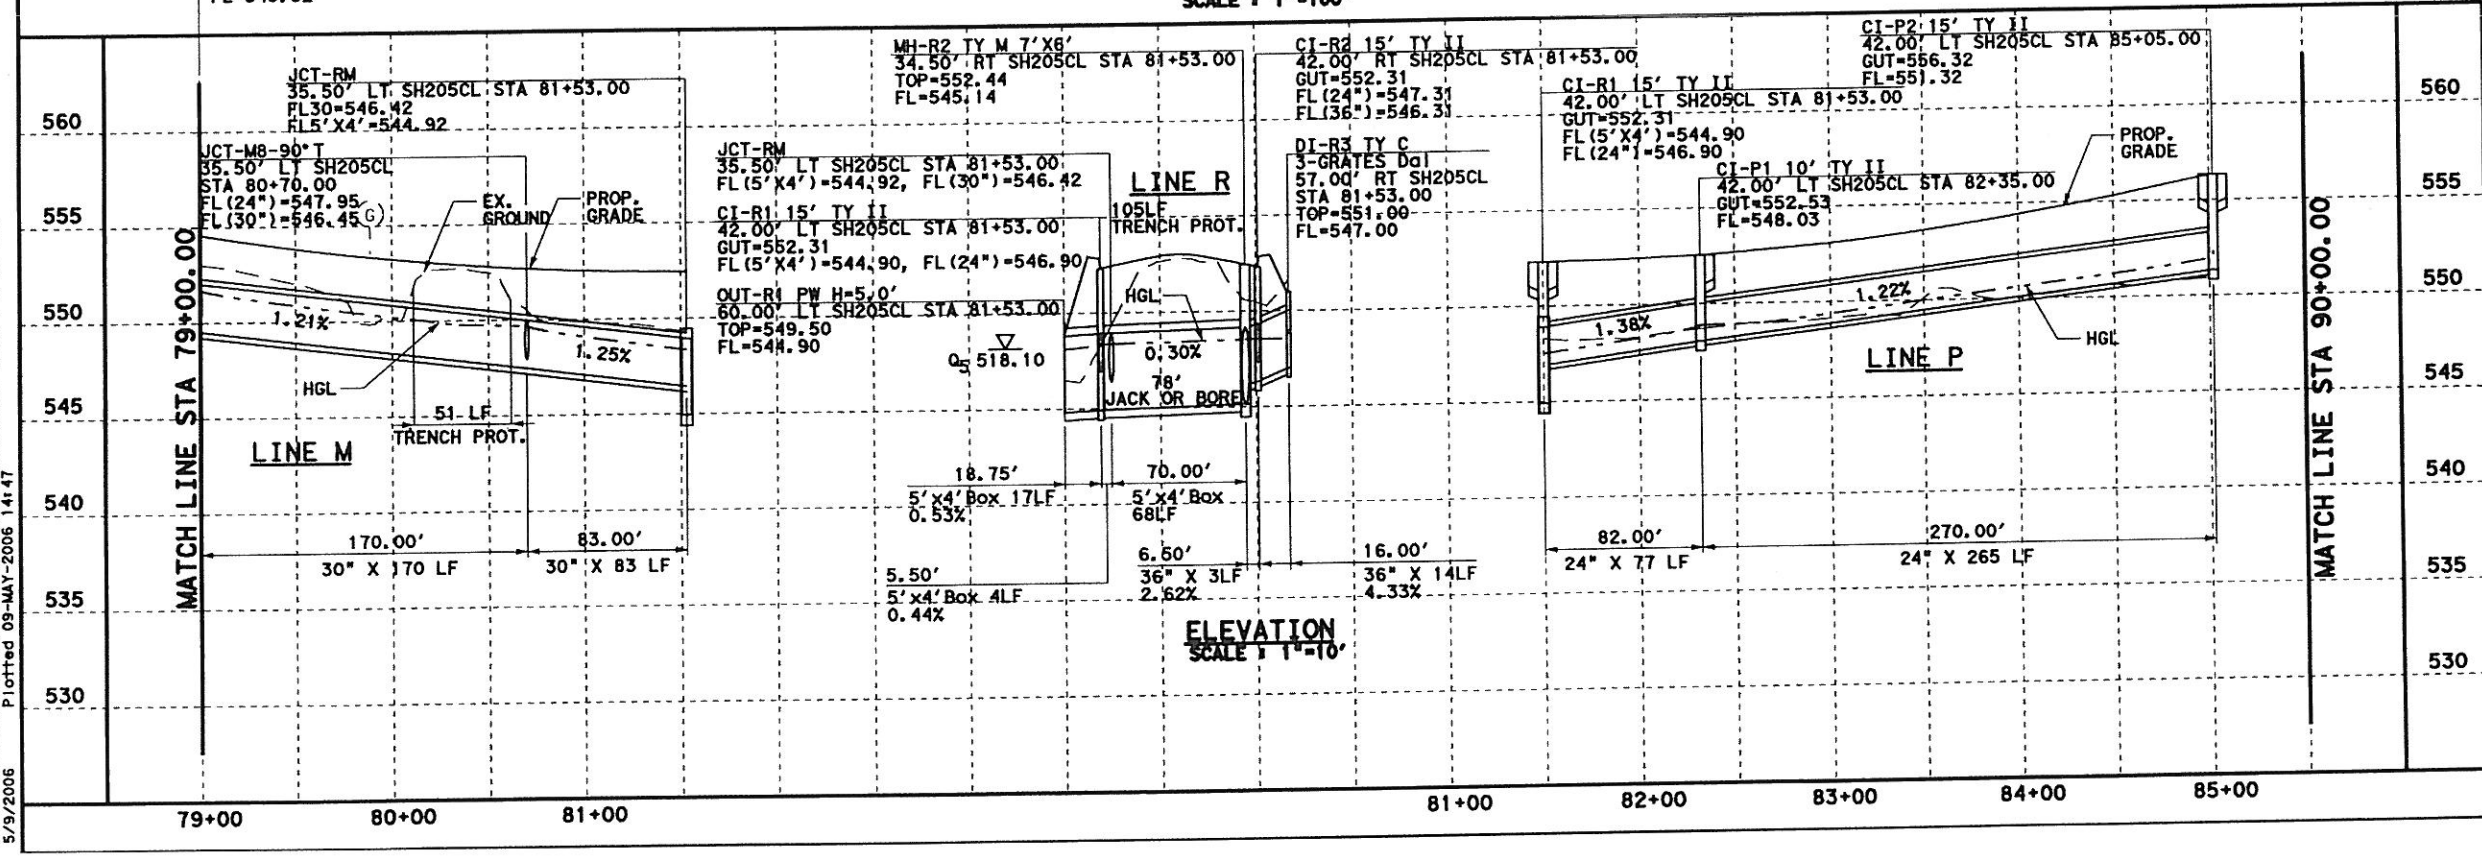 SCALE : 1"=100'
JCT-RM
35.50' LT SH205CL STA 81+53.00
FL30=546.42
FL5'X4'=544.92
JCT-M8-90°T
35.50' LT SH205CL
STA 80+70.00
FL(24")=547.95
FL(30")=546.45
G
EX.
GROUND
PROP.
GRADE
1.21%
1.25%
HGL
51 LF
TRENCH PROT.
LINE M
170.00'
30" X 170 LF
83.00'
30" X 83 LF
MATCH LINE STA 79+00.00
MH-R2 TY M 7'X6'
34.50' RT SH205CL STA 81+53.00
TOP=552.44
FL=545.14
JCT-RM
35.50' LT SH205CL STA 81+53.00
FL(5'X4')=544.92, FL(30")=546.42
CI-R1 15' TY II
42.00' LT SH205CL STA 81+53.00
GUT=552.31
FL(5'X4')=544.90, FL(24")=546.90
OUT-R1 PW H=5.0'
60.00' LT SH205CL STA 81+53.00
TOP=549.50
FL=544.90
LINE R
105LF
TRENCH PROT.
CI-R2 15' TY II
42.00' RT SH205CL STA 81+53.00
GUT=552.31
FL(24")=547.31
FL(36")=546.31
DI-R3 TY C
3-GRATES Dal
57.00' RT SH205CL
STA 81+53.00
TOP=551.00
FL=547.00
HGL
Q5 518.10
0.30%
78'
JACK OR BORE
18.75'
5'x4'Box 17LF
0.53%
70.00'
5'x4'Box
68LF
5.50'
5'x4'Box 4LF
0.44%
6.50'
36" X 3LF
2.62%
16.00'
36" X 14LF
4.33%
ELEVATION
SCALE : 1"=10'
CI-R1 15' TY II
42.00' LT SH205CL STA 81+53.00
GUT=552.31
FL(5'X4')=544.90
FL(24")=546.90
CI-P2 15' TY II
42.00' LT SH205CL STA 85+05.00
GUT=556.32
FL=551.32
CI-P1 10' TY II
42.00' LT SH205CL STA 82+35.00
GUT=552.53
FL=548.03
PROP.
GRADE
1.38%
1.22%
HGL
LINE P
82.00'
24" X 77 LF
270.00'
24" X 265 LF
MATCH LINE STA 90+00.00
560
555
550
545
540
535
530
560
555
550
545
540
535
530
79+00
80+00
81+00
81+00
82+00
83+00
84+00
85+00
5/9/2006
Plotted 09-MAY-2006 14:47